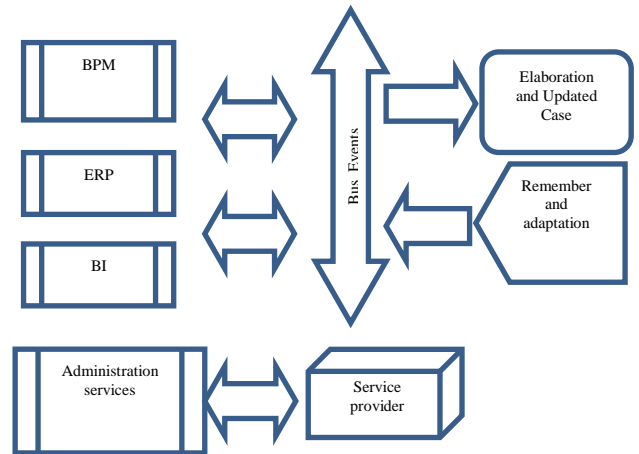 BPM
ERP
BI
Administration
services
Bus Events
Elaboration
and Updated
Case
Remember
and
adaptation
Service
provider